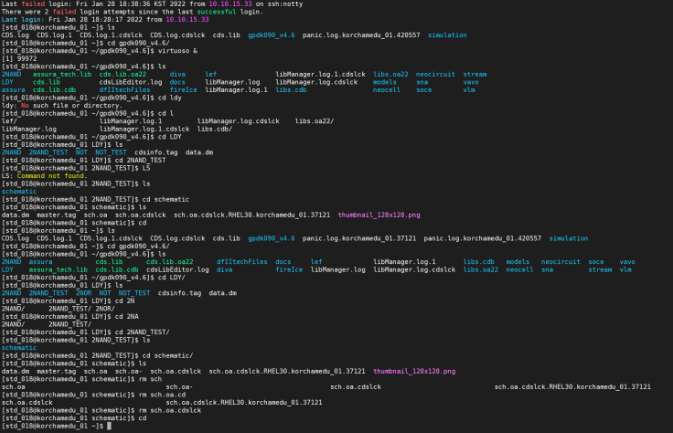 Last failed login: Fri Jan 28 18:38:36 KST 2022 from 10.10.15.33 on ssh:notty
There were 2 failed login attempts since the last successful login.
Last login: Fri Jan 28 18:28:17 2022 from 10.10.15.33
[std_018@korchamedu_01 ~]$ ls
CDS.log  CDS.log.1  CDS.log.1.cdslck  CDS.log.cdslck  cds.lib  gpdk090_v4.6  panic.log.korchamedu_01.420557  simulation
[std_018@korchamedu_01 ~]$ cd gpdk090_v4.6/
[std_018@korchamedu_01 ~/gpdk090_v4.6]$ virtuoso &
[1] 99972
[std_018@korchamedu_01 ~/gpdk090_v4.6]$ ls
2NAND  assura_tech.lib  cds.lib.oa22  diva  lef  libManager.log.1.cdslck  libs.oa22  neocircuit  stream
LDY  cds.lib  cdsLibEditor.log  docs  libManager.log  libManager.log.cdslck  models  sna  vavo
assura  cds.lib.cdb  dfIItechFiles  fireIce  libManager.log.1  libs.cdb  neocell  soce  vlm
[std_018@korchamedu_01 ~/gpdk090_v4.6]$ cd ldy
ldy: No such file or directory.
[std_018@korchamedu_01 ~/gpdk090_v4.6]$ cd l
lef/  libManager.log.1  libManager.log.cdslck  libs.oa22/
libManager.log  libManager.log.1.cdslck  libs.cdb/
[std_018@korchamedu_01 ~/gpdk090_v4.6]$ cd LDY
[std_018@korchamedu_01 LDY]$ ls
2NAND  2NAND_TEST  NOT  NOT_TEST  cdsinfo.tag  data.dm
[std_018@korchamedu_01 LDY]$ cd 2NAND_TEST
[std_018@korchamedu_01 2NAND_TEST]$ LS
LS: Command not found.
[std_018@korchamedu_01 2NAND_TEST]$ ls
schematic
[std_018@korchamedu_01 2NAND_TEST]$ cd schematic
[std_018@korchamedu_01 schematic]$ ls
data.dm  master.tag  sch.oa  sch.oa.cdslck  sch.oa.cdslck.RHEL30.korchamedu_01.37121  thumbnail_128x128.png
[std_018@korchamedu_01 schematic]$ cd
[std_018@korchamedu_01 ~]$ ls
CDS.log  CDS.log.1  CDS.log.1.cdslck  CDS.log.cdslck  cds.lib  gpdk090_v4.6  panic.log.korchamedu_01.37121  panic.log.korchamedu_01.420557  simulation
[std_018@korchamedu_01 ~]$ cd gpdk090_v4.6/
[std_018@korchamedu_01 ~/gpdk090_v4.6]$ ls
2NAND  assura  cds.lib  cds.lib.oa22  dfIItechFiles  docs  lef  libManager.log.1  libs.cdb  models  neocircuit  soce  vavo
LDY  assura_tech.lib  cds.lib.cdb  cdsLibEditor.log  diva  fireIce  libManager.log  libManager.log.cdslck  libs.oa22  neocell  sna  stream  vlm
[std_018@korchamedu_01 ~/gpdk090_v4.6]$ cd LDY/
[std_018@korchamedu_01 LDY]$ ls
2NAND  2NAND_TEST  2NOR  NOT  NOT_TEST  cdsinfo.tag  data.dm
[std_018@korchamedu_01 LDY]$ cd 2N
2NAND/  2NAND_TEST/  2NOR/
[std_018@korchamedu_01 LDY]$ cd 2NA
2NAND/  2NAND_TEST/
[std_018@korchamedu_01 LDY]$ cd 2NAND_TEST/
[std_018@korchamedu_01 2NAND_TEST]$ ls
schematic
[std_018@korchamedu_01 2NAND_TEST]$ cd schematic/
[std_018@korchamedu_01 schematic]$ ls
data.dm  master.tag  sch.oa  sch.oa-  sch.oa.cdslck  sch.oa.cdslck.RHEL30.korchamedu_01.37121  thumbnail_128x128.png
[std_018@korchamedu_01 schematic]$ rm sch
sch.oa  sch.oa-  sch.oa.cdslck  sch.oa.cdslck.RHEL30.korchamedu_01.37121
[std_018@korchamedu_01 schematic]$ rm sch.oa.cd
sch.oa.cdslck  sch.oa.cdslck.RHEL30.korchamedu_01.37121
[std_018@korchamedu_01 schematic]$ rm sch.oa.cdslck
[std_018@korchamedu_01 schematic]$ cd
[std_018@korchamedu_01 ~]$